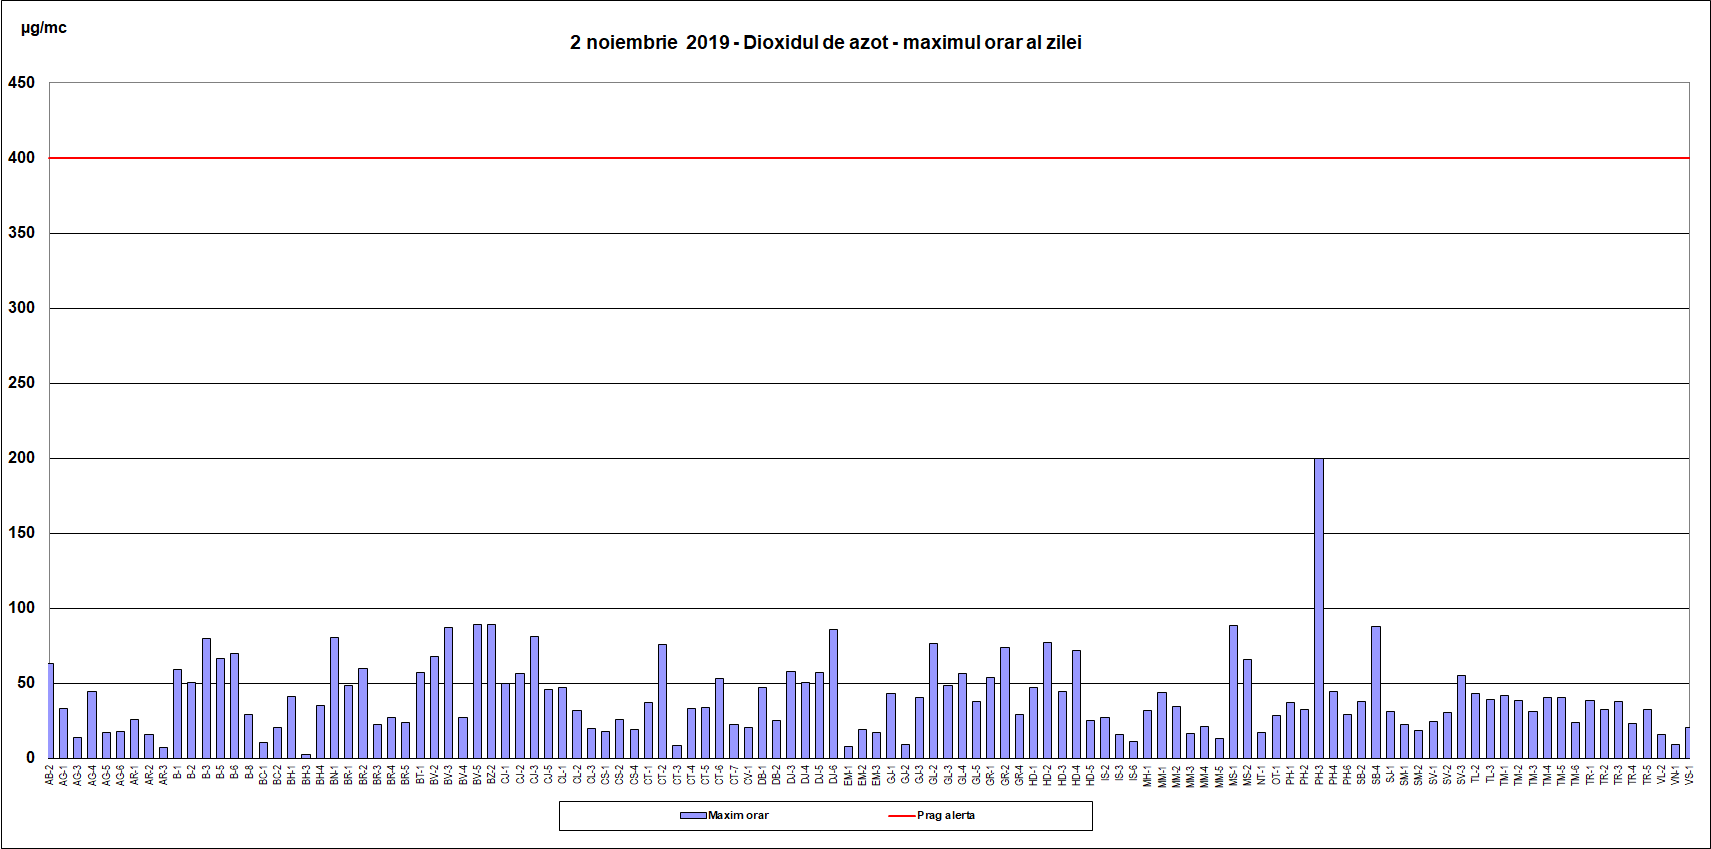 µg/mc
2 noiembrie 2019 - Dioxidul de azot - maximul orar al zilei
450
400
350
300
250
200
150
100
50
0
AB-2 AG-1 AG-3 AG-4 AG-5 AG-6 AR-1 AR-2 AR-3 B-1 B-2 B-3 B-5 B-6 B-8 BC-1 BC-2 BH-1 BH-3 BH-4 BN-1 BR-1 BR-2 BR-3 BR-4 BR-5 BT-1 BV-2 BV-3 BV-4 BV-5 BZ-2 CJ-1 CJ-2 CJ-3 CJ-5 CL-1 CL-2 CL-3 CS-1 CS-2 CS-4 CT-1 CT-2 CT-3 CT-4 CT-5 CT-6 CT-7 CV-1 DB-1 DB-2 DJ-3 DJ-4 DJ-5 DJ-6 EM-1 EM-2 EM-3 GJ-1 GJ-2 GJ-3 GL-2 GL-3 GL-4 GL-5 GR-1 GR-2 GR-4 HD-1 HD-2 HD-3 HD-4 HD-5 IS-2 IS-3 IS-6 MH-1 MM-1 MM-2 MM-3 MM-4 MM-5 MS-1 MS-2 NT-1 OT-1 PH-1 PH-2 PH-3 PH-4 PH-6 SB-2 SB-4 SJ-1 SM-1 SM-2 SV-1 SV-2 SV-3 TL-2 TL-3 TM-1 TM-2 TM-3 TM-4 TM-5 TM-6 TR-1 TR-2 TR-3 TR-4 TR-5 VL-2 VN-1 VS-1
Maxim orar Prag alerta